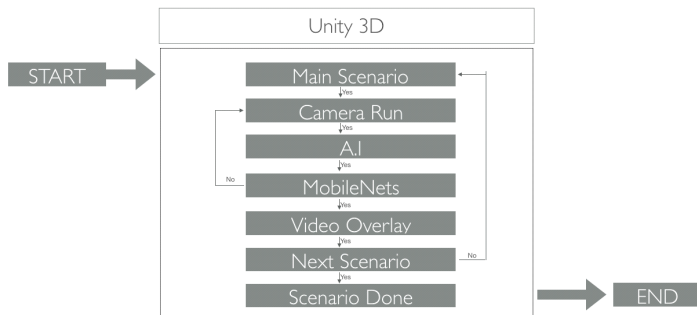 Unity 3D
START
Main Scenario
Yes
Camera Run
Yes
A.I
Yes
No
MobileNets
Yes
Video Overlay
Yes
Next Scenario
No
Yes
Scenario Done
END